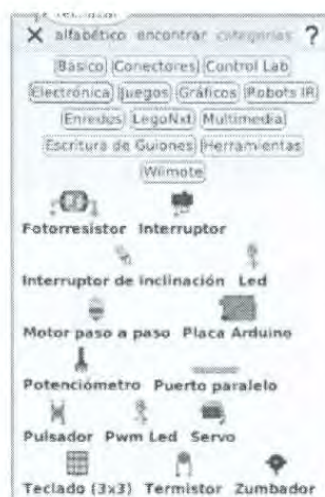 X alfabético encontrar categorías ?
Básico Conectores Control Lab
Electrónica Juegos Gráficos Robots IR
Enredos LegoNxt Multimedia
Escritura de Guiones Herramientas
Wiimote
Fotorresistor Interruptor
Interruptor de inclinación Led
Motor paso a paso Placa Arduino
Potenciómetro Puerto paralelo
Pulsador Pwm Led Servo
Teclado (3x3) Termistor Zumbador